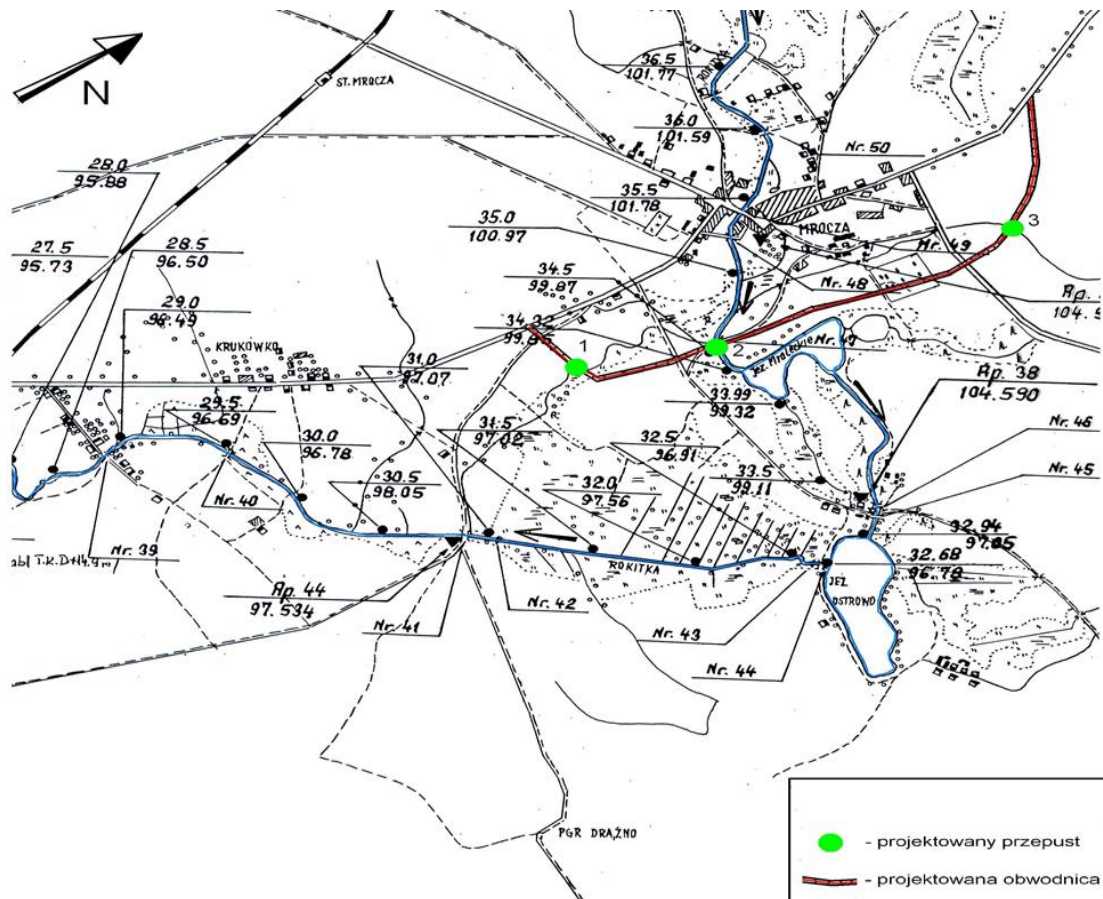 N
ST. MROCZA
36.5
101.77
36.0
101.59
Nr. 50
35.5
101.78
35.0
100.97
MROCZA
3
Nr. 49
Nr. 48
Rp.
28.0
95.88
27.5
95.73
28.5
96.50
29.0
96.49
34.5
99.87
34.32
KRUKÓWKO
31.0
97.07
1
2
Nr. 47
Rp. 38
104.590
33.99
99.32
29.5
96.69
30.0
96.78
30.5
98.05
31.5
32.0
97.56
32.5
96.91
33.5
99.11
Nr. 46
Nr. 45
Nr. 40
Nr. 39
Rp. 44
97.534
Nr. 41
Nr. 42
ROKITKA
Nr. 43
Nr. 44
JEZ.
OSTROWO
32.94
32.68
96.78
PGR DRĄŻNO
- projektowany przepust
- projektowana obwodnica